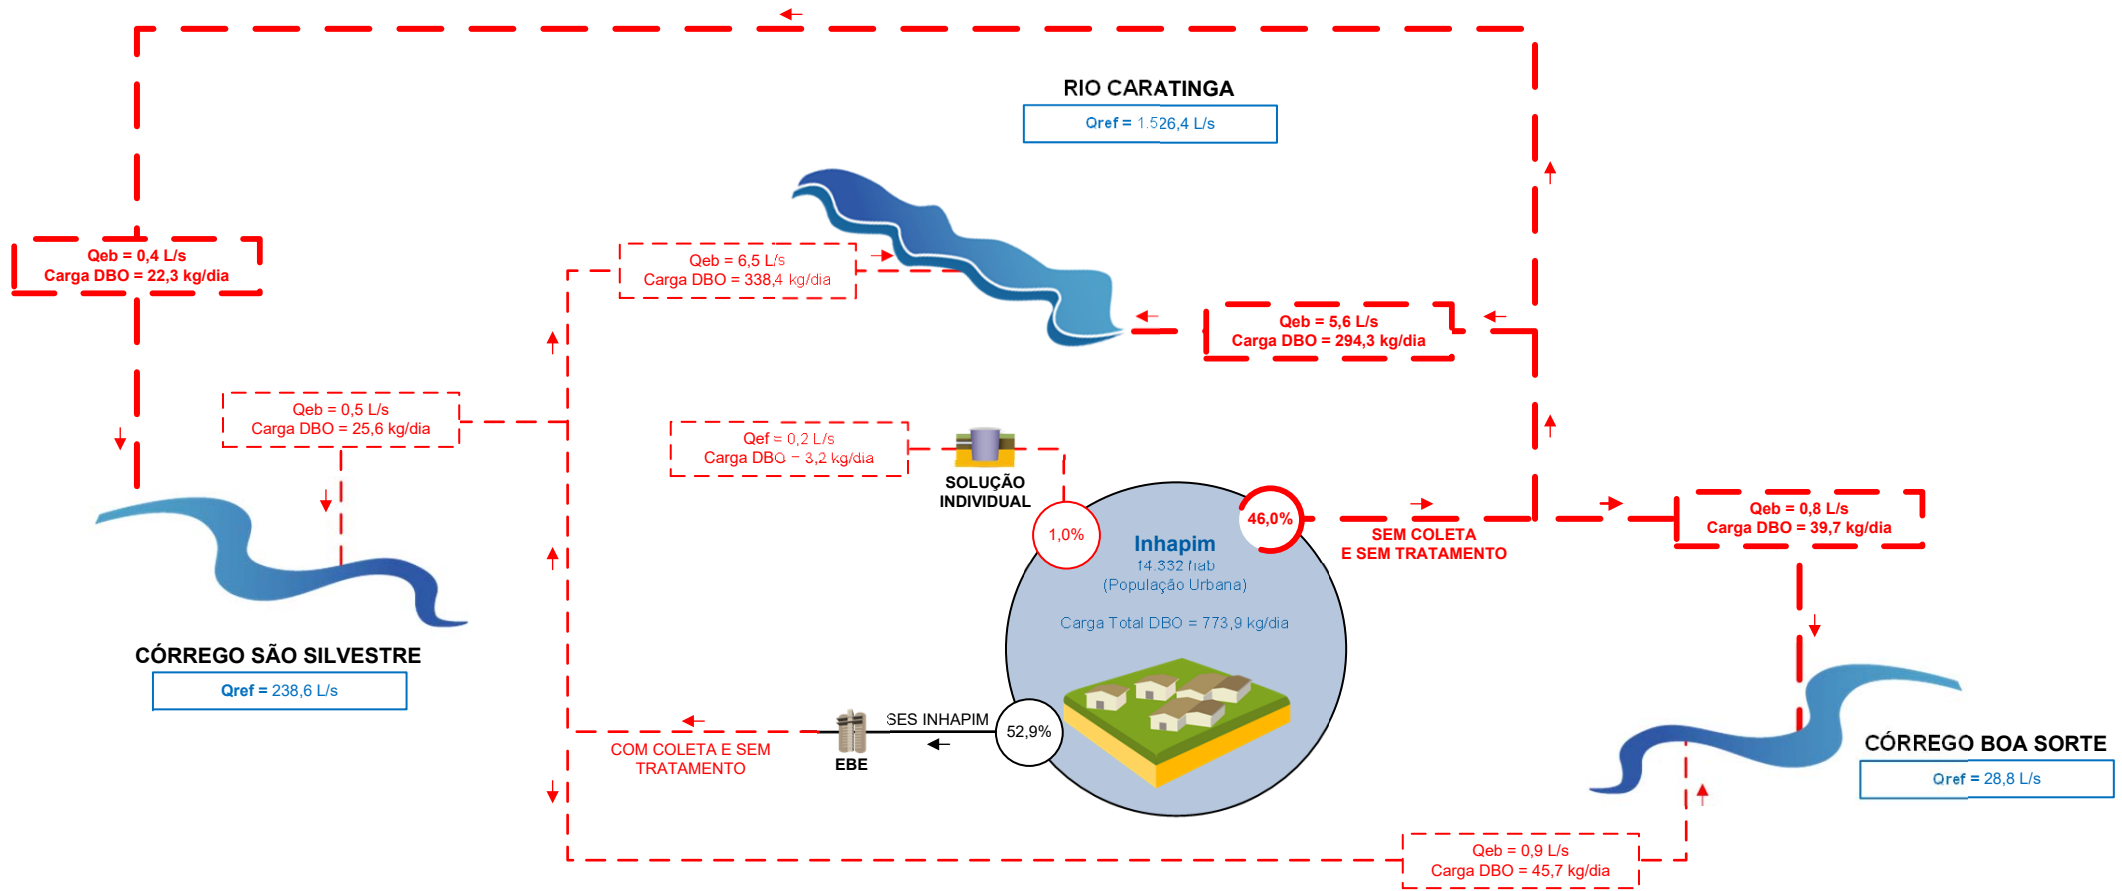 RIO CARATINGA
Qref = 1.526,4 L/s
Qeb = 0,4 L/s
Carga DBO = 22,3 kg/dia
Qeb = 6,5 L/s
Carga DBO = 338,4 kg/dia
Qeb = 5,6 L/s
Carga DBO = 294,3 kg/dia
Qeb = 0,5 L/s
Carga DBO = 25,6 kg/dia
Qef = 0,2 L/s
Carga DBO = 3,2 kg/dia
SOLUÇÃO
INDIVIDUAL
1,0%
46,0%
SEM COLETA
E SEM TRATAMENTO
Qeb = 0,8 L/s
Carga DBO = 39,7 kg/dia
Inhapim
14.332 hab
(População Urbana)
Carga Total DBO = 773,9 kg/dia
CÓRREGO SÃO SILVESTRE
Qref = 238,6 L/s
52,9%
SES INHAPIM
EBE
COM COLETA E SEM
TRATAMENTO
CÓRREGO BOA SORTE
Qref = 28,8 L/s
Qeb = 0,9 L/s
Carga DBO = 45,7 kg/dia